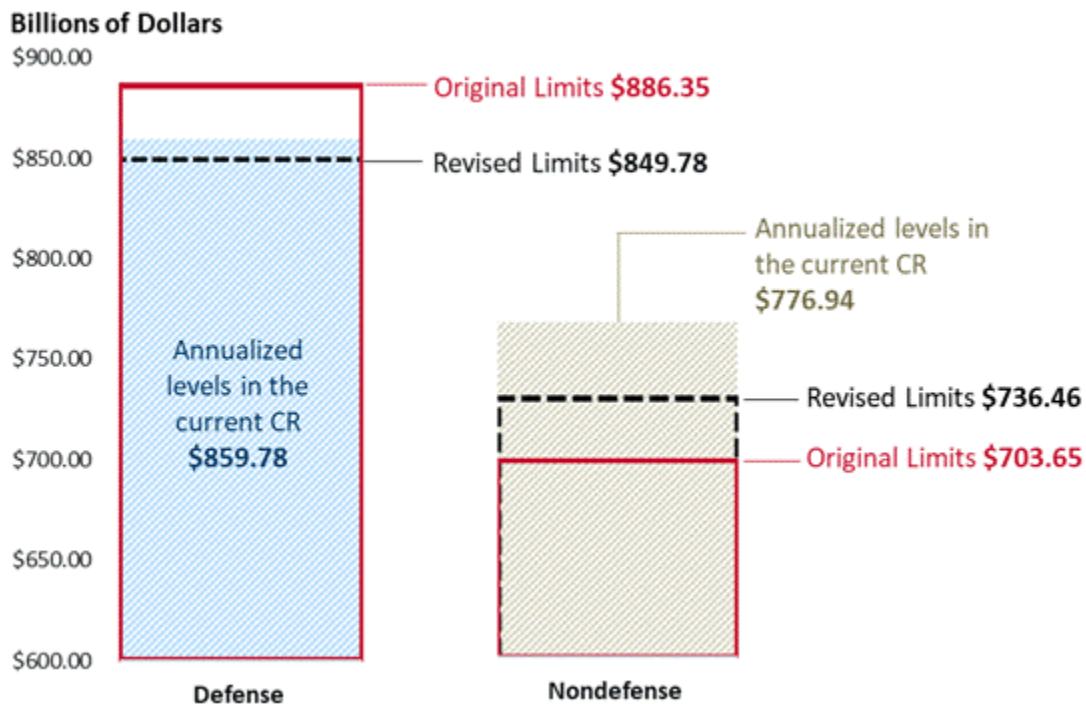 Billions of Dollars
$900.00
Original Limits $886.35
$850.00
Revised Limits $849.78
$800.00
Annualized levels in
the current CR
$776.94
$750.00
Annualized
levels in the
current CR
$859.78
Revised Limits $736.46
$700.00
Original Limits $703.65
$650.00
$600.00
Defense
Nondefense